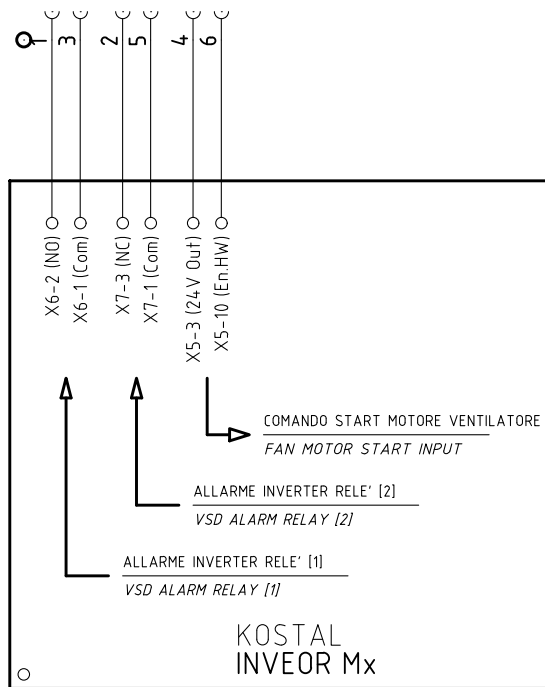 1 3 2 5 4 6
X6-2 (NO)
X6-1 (Com)
X7-3 (NC)
X7-1 (Com)
X5-3 (24V Out)
X5-10 (En.HW)
COMANDO START MOTORE VENTILATORE
FAN MOTOR START INPUT
ALLARME INVERTER RELE' [2]
VSD ALARM RELAY [2]
ALLARME INVERTER RELE' [1]
VSD ALARM RELAY [1]
KOSTAL
INVEOR Mx